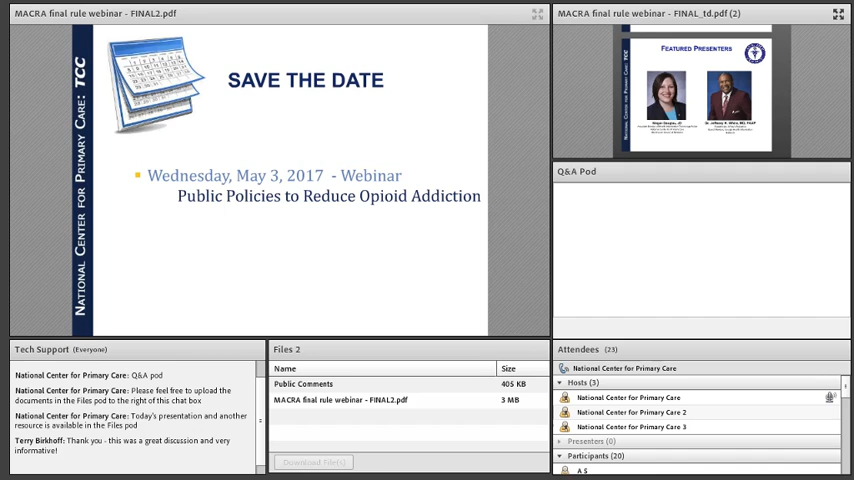 MACRA final rule webinar - FINAL2.pdf
NATIONAL CENTER FOR PRIMARY CARE: TCC
SAVE THE DATE
Wednesday, May 3, 2017 - Webinar
Public Policies to Reduce Opioid Addiction
MACRA final rule webinar - FINAL_td.pdf (2)
NATIONAL CENTER FOR PRIMARY CARE: TCC
FEATURED PRESENTERS
Q&A Pod
Tech Support (Everyone)
National Center for Primary Care: Q&A pod
National Center for Primary Care: Please feel free to upload the
documents in the Files pod to the right of this chat box
National Center for Primary Care: Today's presentation and another
resource is available in the Files pod
Terry Birkhoff: Thank you - this was a great discussion and very
informative!
Files 2
Name Size
Public Comments 405 KB
MACRA final rule webinar - FINAL2.pdf 3 MB
Download File(s)
Attendees (23)
National Center for Primary Care
Hosts (3)
National Center for Primary Care
National Center for Primary Care 2
National Center for Primary Care 3
Presenters (0)
Participants (20)
A S